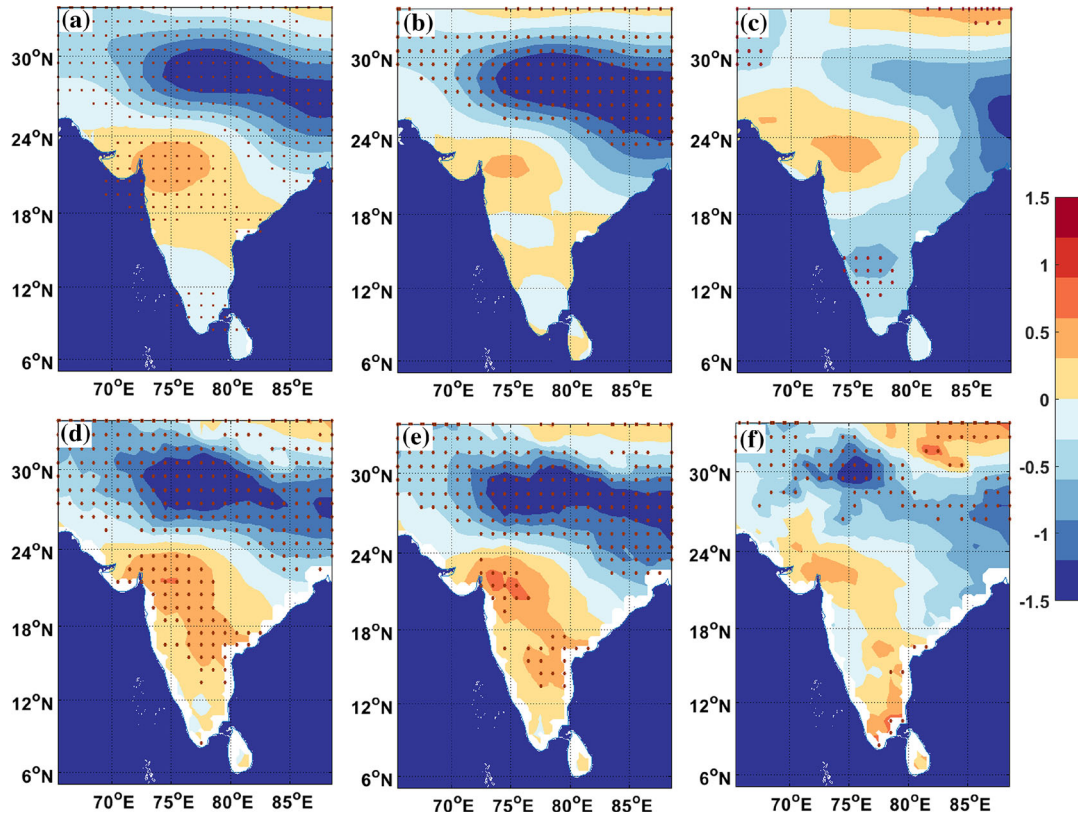 (a) (b) (c)
30°N 30°N 30°N
24°N 24°N 24°N
18°N 18°N 18°N
12°N 12°N 12°N
6°N 6°N 6°N
70°E 75°E 80°E 85°E 70°E 75°E 80°E 85°E 70°E 75°E 80°E 85°E
1.5
1
0.5
0
-0.5
-1
-1.5
(d) (e) (f)
30°N 30°N 30°N
24°N 24°N 24°N
18°N 18°N 18°N
12°N 12°N 12°N
6°N 6°N 6°N
70°E 75°E 80°E 85°E 70°E 75°E 80°E 85°E 70°E 75°E 80°E 85°E